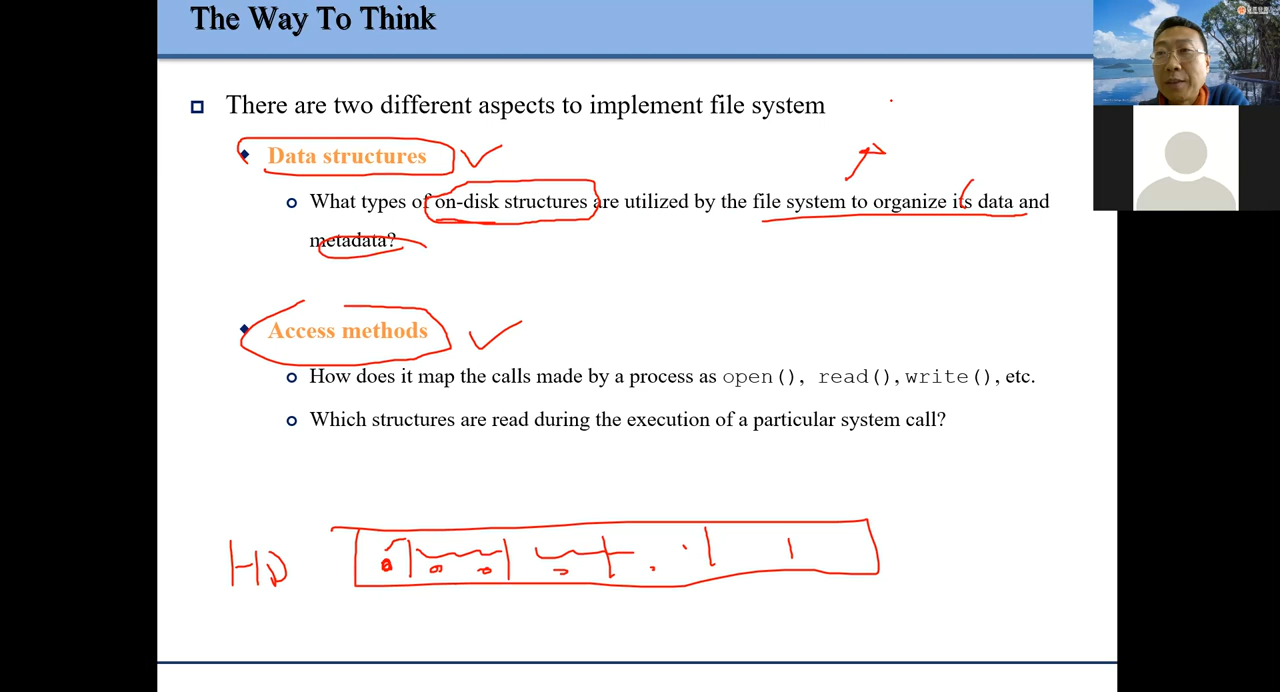 The Way To Think
There are two different aspects to implement file system
Data structures
What types of on-disk structures are utilized by the file system to organize its data and
metadata?
Access methods
How does it map the calls made by a process as open(), read(), write(), etc.
Which structures are read during the execution of a particular system call?
HD